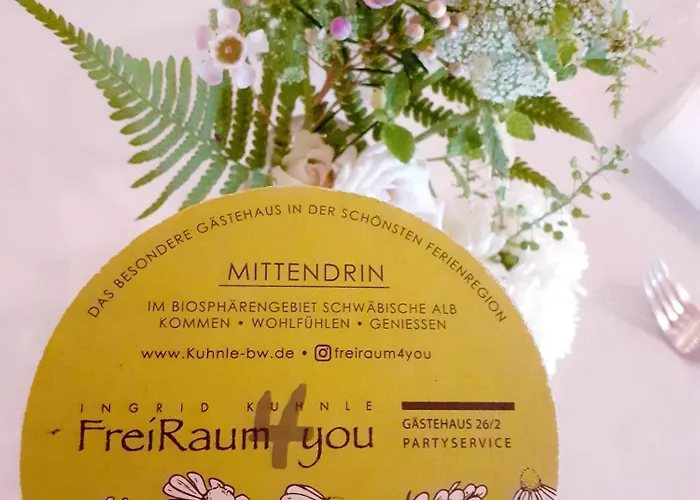 DAS BESONDERE GÄSTEHAUS IN DER SCHÖNSTEN FERIENREGION
MITTENDRIN
IM BIOSPHÄRENGEBIET SCHWÄBISCHE ALB
KOMMEN • WOHLFÜHLEN • GENIESSEN
www.Kuhnle-bw.de • freiraum4you
INGRID KUHNLE
FreiRaum4you
GÄSTEHAUS 26/2
PARTYSERVICE